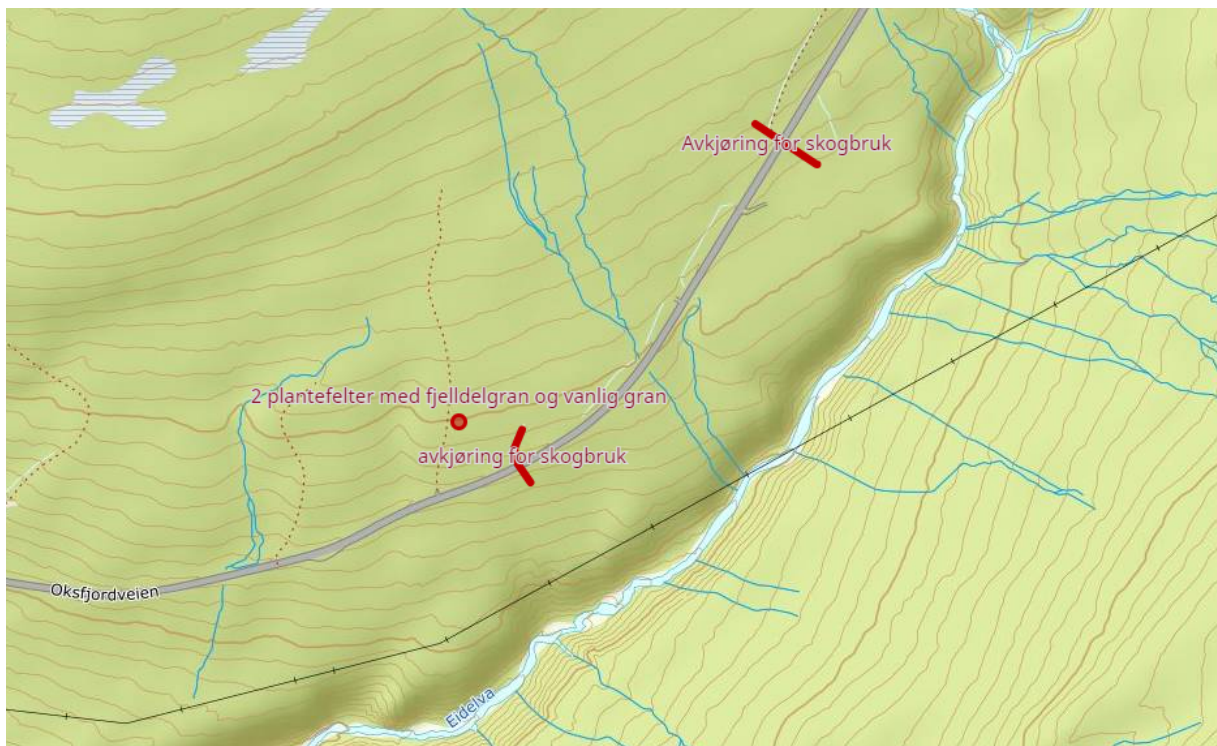 Avkjøring for skogbruk
2 plantefelter med fjelldelgran og vanlig gran
avkjøring for skogbruk
Oksfjordveien
Eidelva